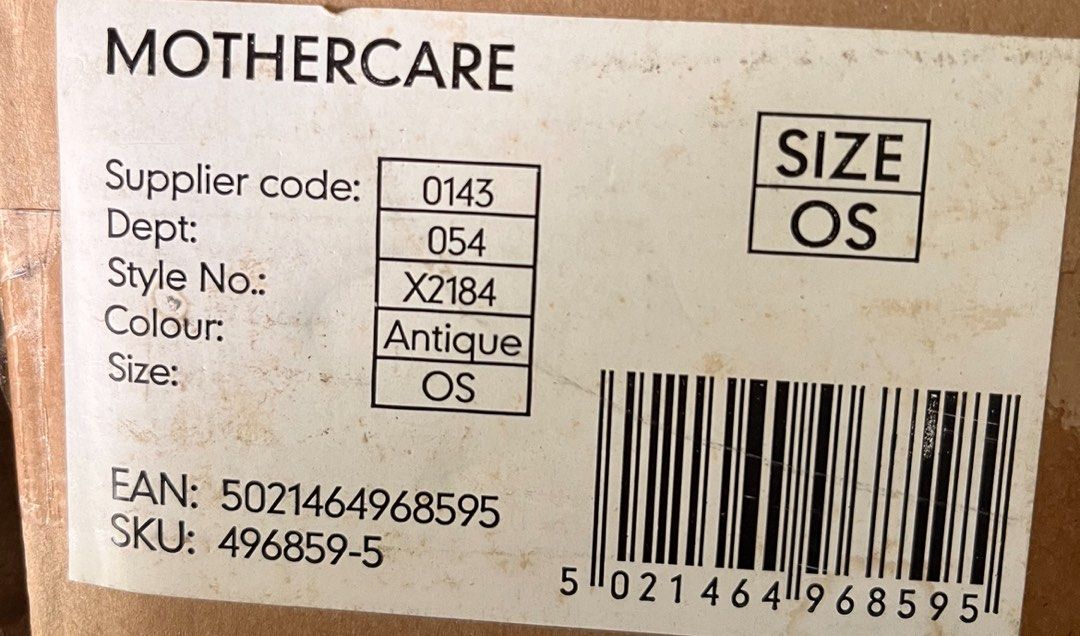 MOTHERCARE
SIZE
OS
Supplier code: 0143
Dept: 054
Style No.: X2184
Colour: Antique
Size: OS
EAN: 5021464968595
SKU: 496859-5
5 021464 968595